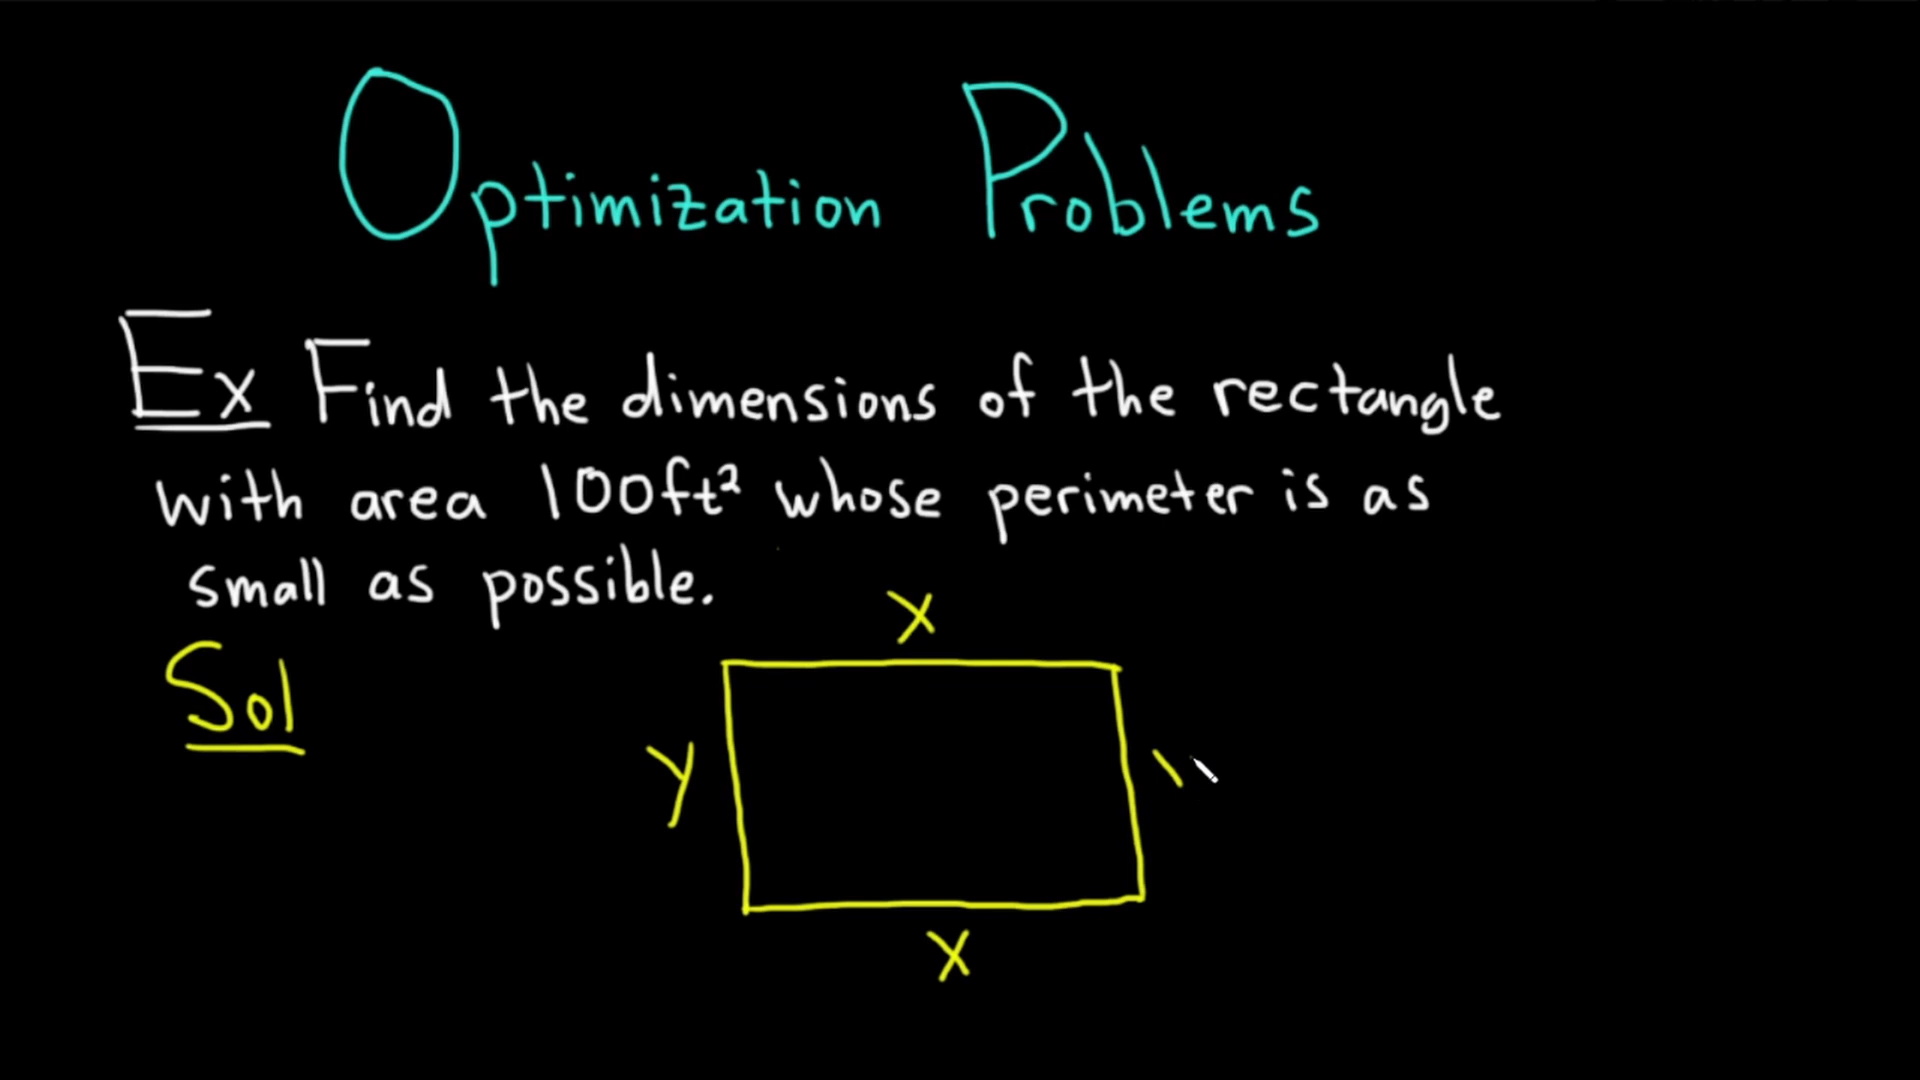 Optimization Problems
Ex Find the dimensions of the rectangle
with area 100ft² whose perimeter is as
small as possible.
Sol
x
y
x